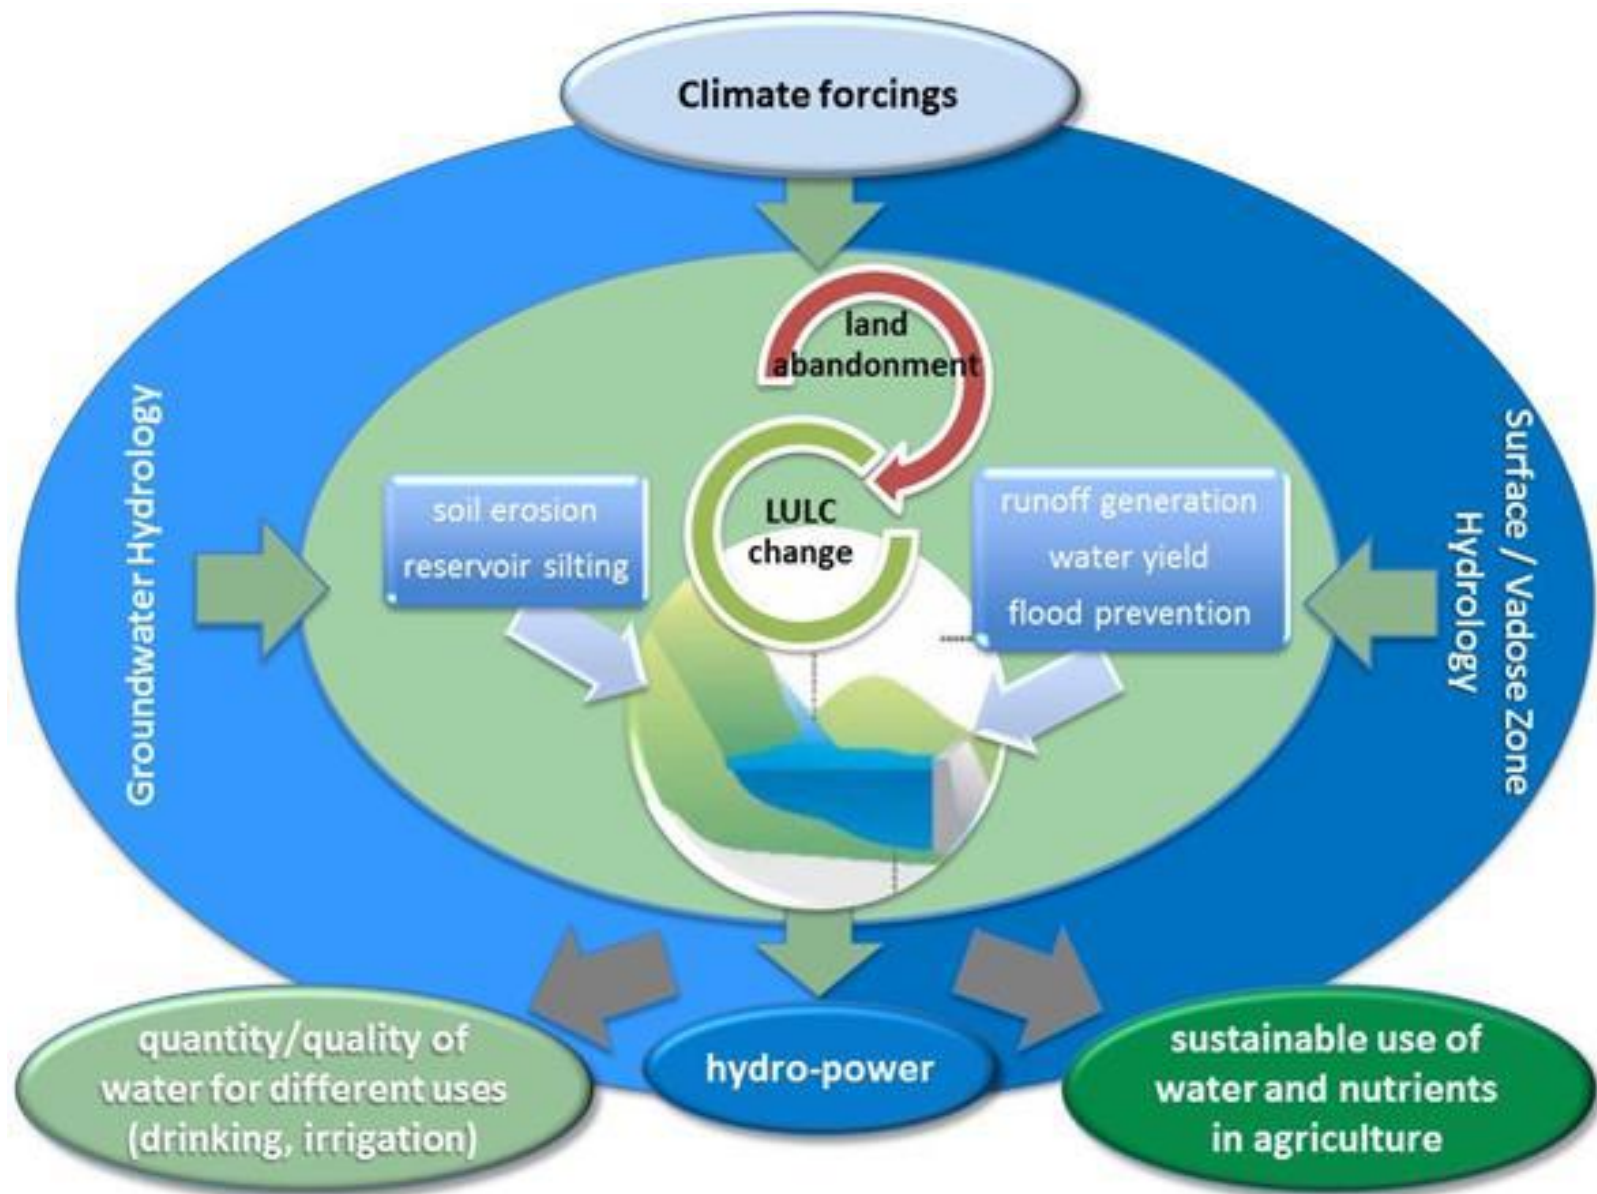 Climate forcings
land
abandonment
LULC
change
soil erosion
reservoir silting
runoff generation
water yield
flood prevention
Groundwater Hydrology
Surface / Vadose Zone
Hydrology
quantity/quality of
water for different uses
(drinking, irrigation)
hydro-power
sustainable use of
water and nutrients
in agriculture